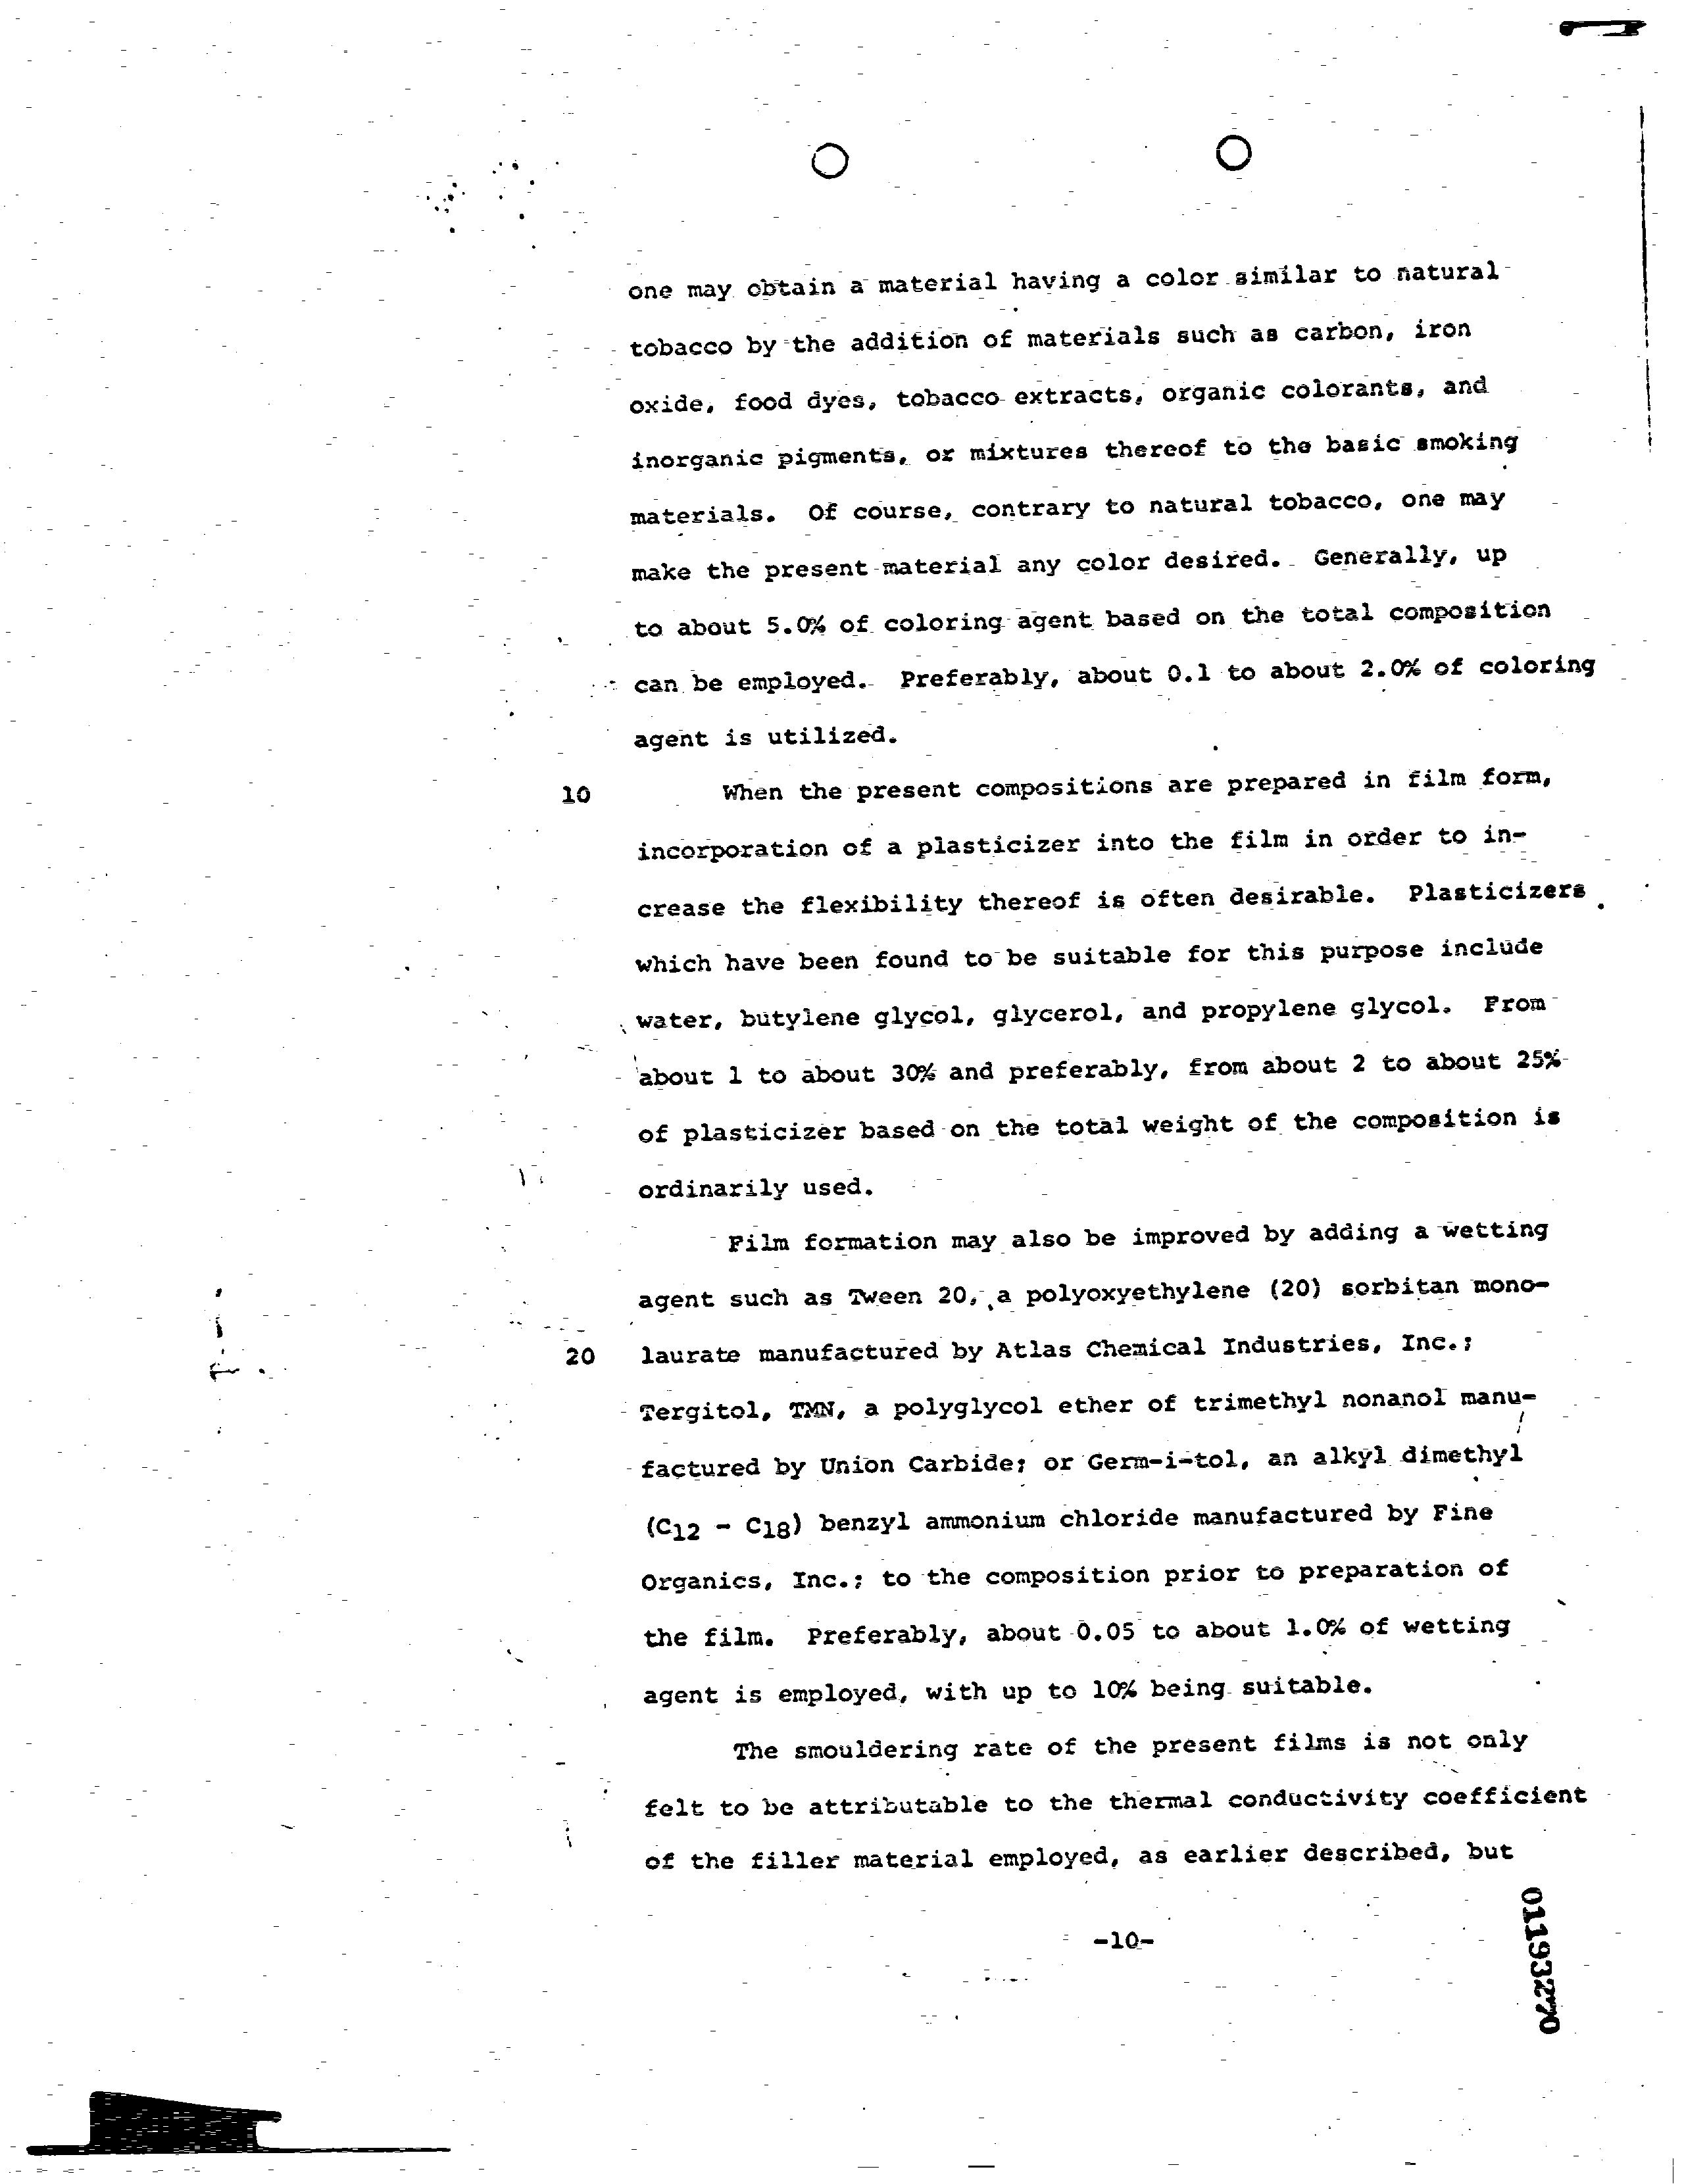 one may obtain a material having a color similar to natural
tobacco by the addition of materials such as carbon, iron
oxide, food dyes, tobacco extracts, organic colorants, and
inorganic pigments, or mixtures thereof to the basic smoking
materials. Of course, contrary to natural tobacco, one may
make the present material any color desired. Generally, up
to about 5.0% of coloring agent based on the total composition
can be employed. Preferably, about 0.1 to about 2.0% of coloring
agent is utilized.
10 When the present compositions are prepared in film form,
incorporation of a plasticizer into the film in order to in-
crease the flexibility thereof is often desirable. Plasticizers
which have been found to be suitable for this purpose include
water, butylene glycol, glycerol, and propylene glycol. From
about 1 to about 30% and preferably, from about 2 to about 25%
of plasticizer based on the total weight of the composition is
ordinarily used.
Film formation may also be improved by adding a wetting
agent such as Tween 20, a polyoxyethylene (20) sorbitan mono-
20 laurate manufactured by Atlas Chemical Industries, Inc.;
Tergitol, TMN, a polyglycol ether of trimethyl nonanol manu-
factured by Union Carbide; or Germ-i-tol, an alkyl dimethyl
(C12 - C18) benzyl ammonium chloride manufactured by Fine
Organics, Inc.; to the composition prior to preparation of
the film. Preferably, about 0.05 to about 1.0% of wetting
agent is employed, with up to 10% being suitable.
The smouldering rate of the present films is not only
felt to be attributable to the thermal conductivity coefficient
of the filler material employed, as earlier described, but
-10-
01193270